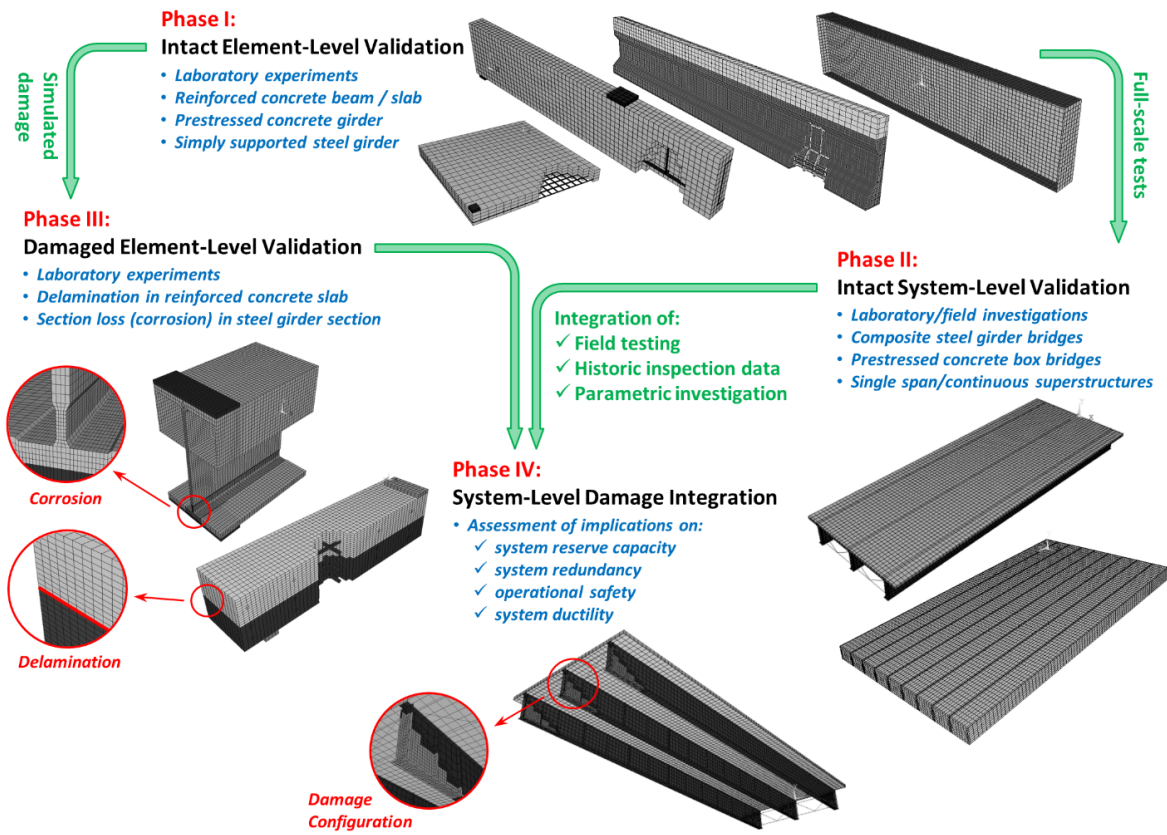 Phase I:
Intact Element-Level Validation
• Laboratory experiments
• Reinforced concrete beam / slab
• Prestressed concrete girder
• Simply supported steel girder
Simulated
damage
Full-scale tests
Phase III:
Damaged Element-Level Validation
• Laboratory experiments
• Delamination in reinforced concrete slab
• Section loss (corrosion) in steel girder section
Phase II:
Intact System-Level Validation
• Laboratory/field investigations
• Composite steel girder bridges
• Prestressed concrete box bridges
• Single span/continuous superstructures
Integration of:
✓ Field testing
✓ Historic inspection data
✓ Parametric investigation
Corrosion
Delamination
Phase IV:
System-Level Damage Integration
• Assessment of implications on:
✓ system reserve capacity
✓ system redundancy
✓ operational safety
✓ system ductility
Damage
Configuration